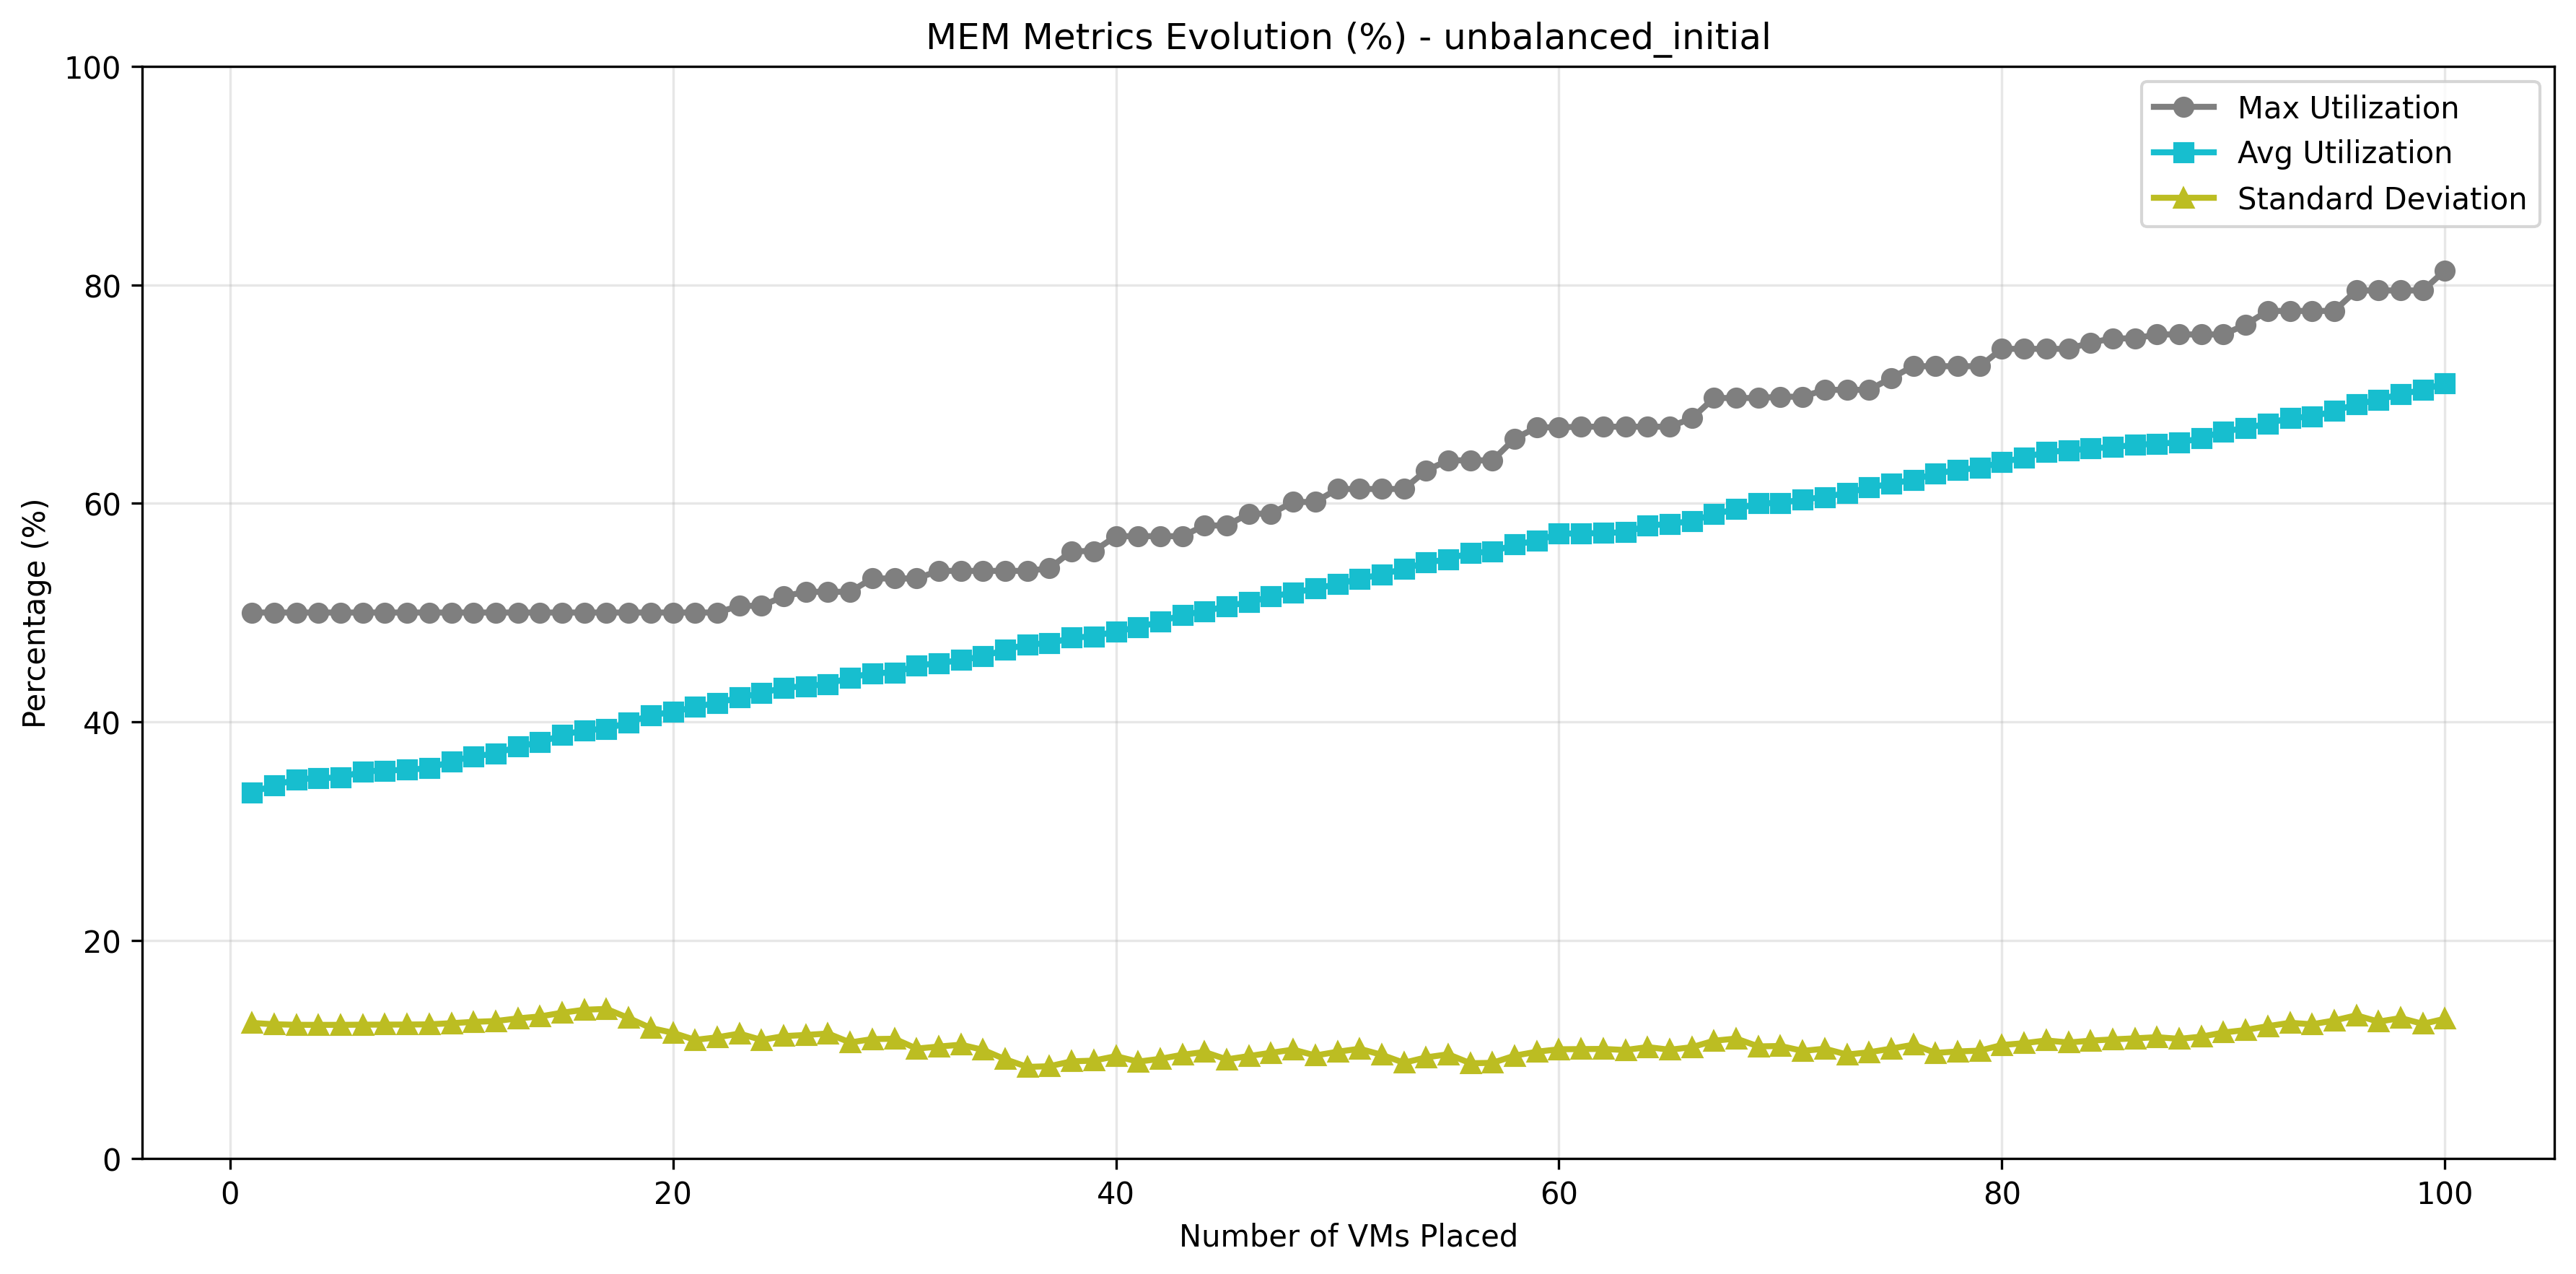 MEM Metrics Evolution (%) - unbalanced_initial
100
80
60
40
20
0
Percentage (%)
Max Utilization
Avg Utilization
Standard Deviation
0 20 40 60 80 100
Number of VMs Placed